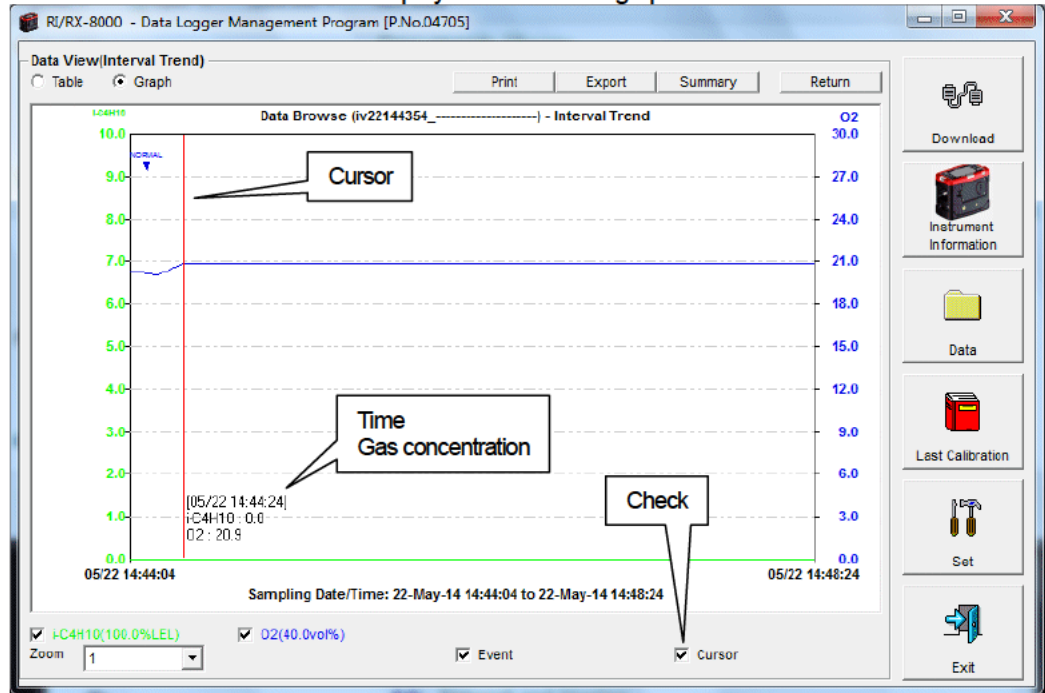 RI/RX-8000 - Data Logger Management Program [P.No.04705]
Data View(Interval Trend)
Table Graph Print Export Summary Return
i-C4H10 Data Browse (iv22144354_--------------------) - Interval Trend O2
10.0 30.0
NORMAL
9.0 27.0
Cursor
8.0 24.0
7.0 21.0
6.0 18.0
5.0 15.0
4.0 12.0
Time
Gas concentration
3.0 9.0
2.0 6.0
Check
[05/22 14:44:24]
i-C4H10 : 0.0
O2 : 20.9
1.0 3.0
0.0 0.0
05/22 14:44:04 05/22 14:48:24
Sampling Date/Time: 22-May-14 14:44:04 to 22-May-14 14:48:24
i-C4H10(100.0%LEL) O2(40.0vol%)
Zoom 1 Event Cursor
Download
Instrument
Information
Data
Last Calibration
Set
Exit